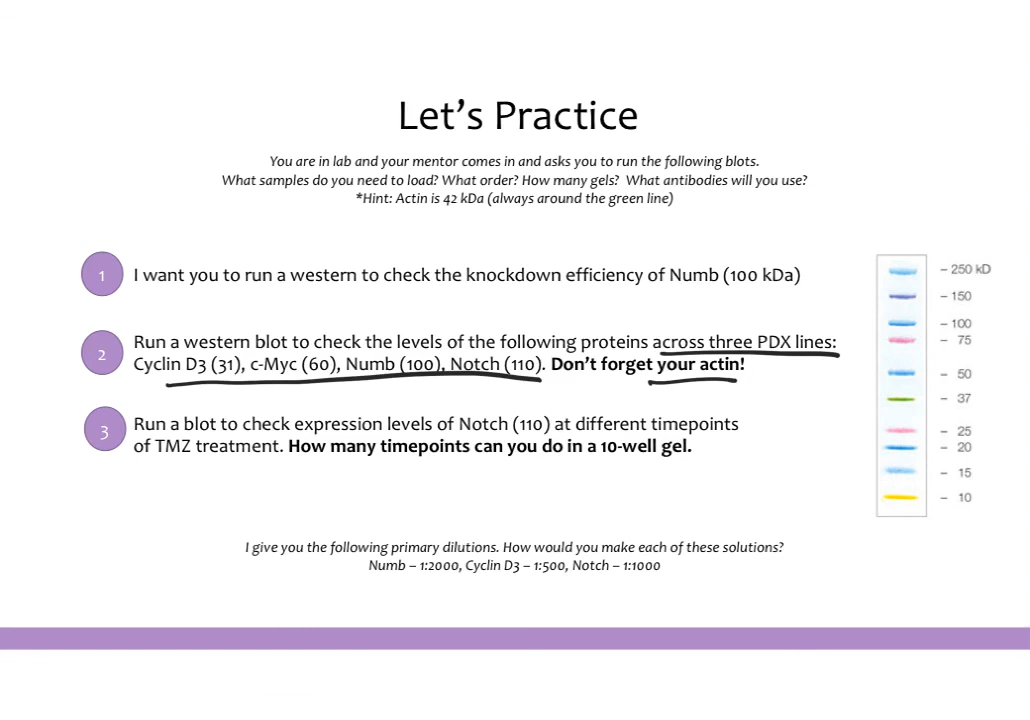 Let's Practice
You are in lab and your mentor comes in and asks you to run the following blots.
What samples do you need to load? What order? How many gels? What antibodies will you use?
*Hint: Actin is 42 kDa (always around the green line)
1 I want you to run a western to check the knockdown efficiency of Numb (100 kDa)
2 Run a western blot to check the levels of the following proteins across three PDX lines:
Cyclin D3 (31), c-Myc (60), Numb (100), Notch (110). Don't forget your actin!
3 Run a blot to check expression levels of Notch (110) at different timepoints
of TMZ treatment. How many timepoints can you do in a 10-well gel.
– 250 kD
– 150
– 100
– 75
– 50
– 37
– 25
– 20
– 15
– 10
I give you the following primary dilutions. How would you make each of these solutions?
Numb – 1:2000, Cyclin D3 – 1:500, Notch – 1:1000